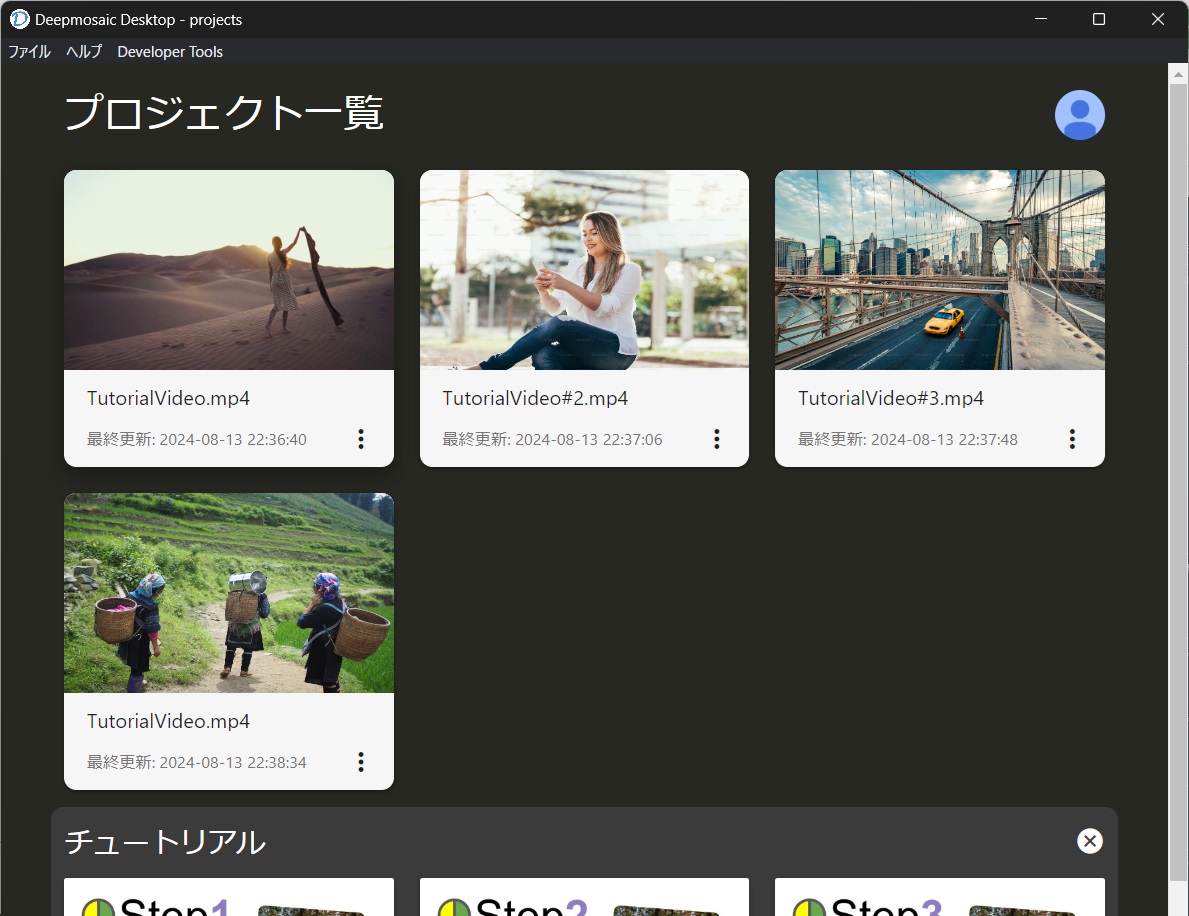 Deepmosaic Desktop - projects
ファイル ヘルプ Developer Tools
プロジェクト一覧
TutorialVideo.mp4
最終更新: 2024-08-13 22:36:40
TutorialVideo#2.mp4
最終更新: 2024-08-13 22:37:06
TutorialVideo#3.mp4
最終更新: 2024-08-13 22:37:48
TutorialVideo.mp4
最終更新: 2024-08-13 22:38:34
チュートリアル
Step1
Step2
Step3